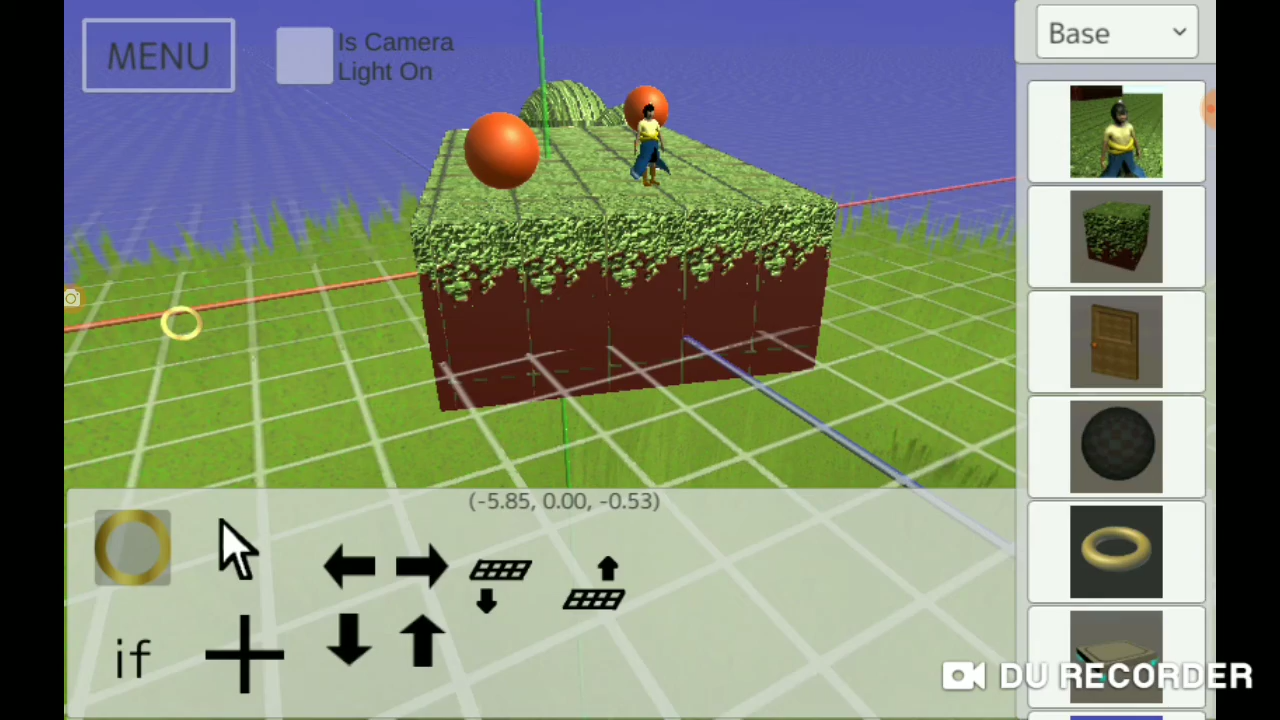 MENU
Is Camera
Light On
Base
(-5.85, 0.00, -0.53)
if
DU RECORDER